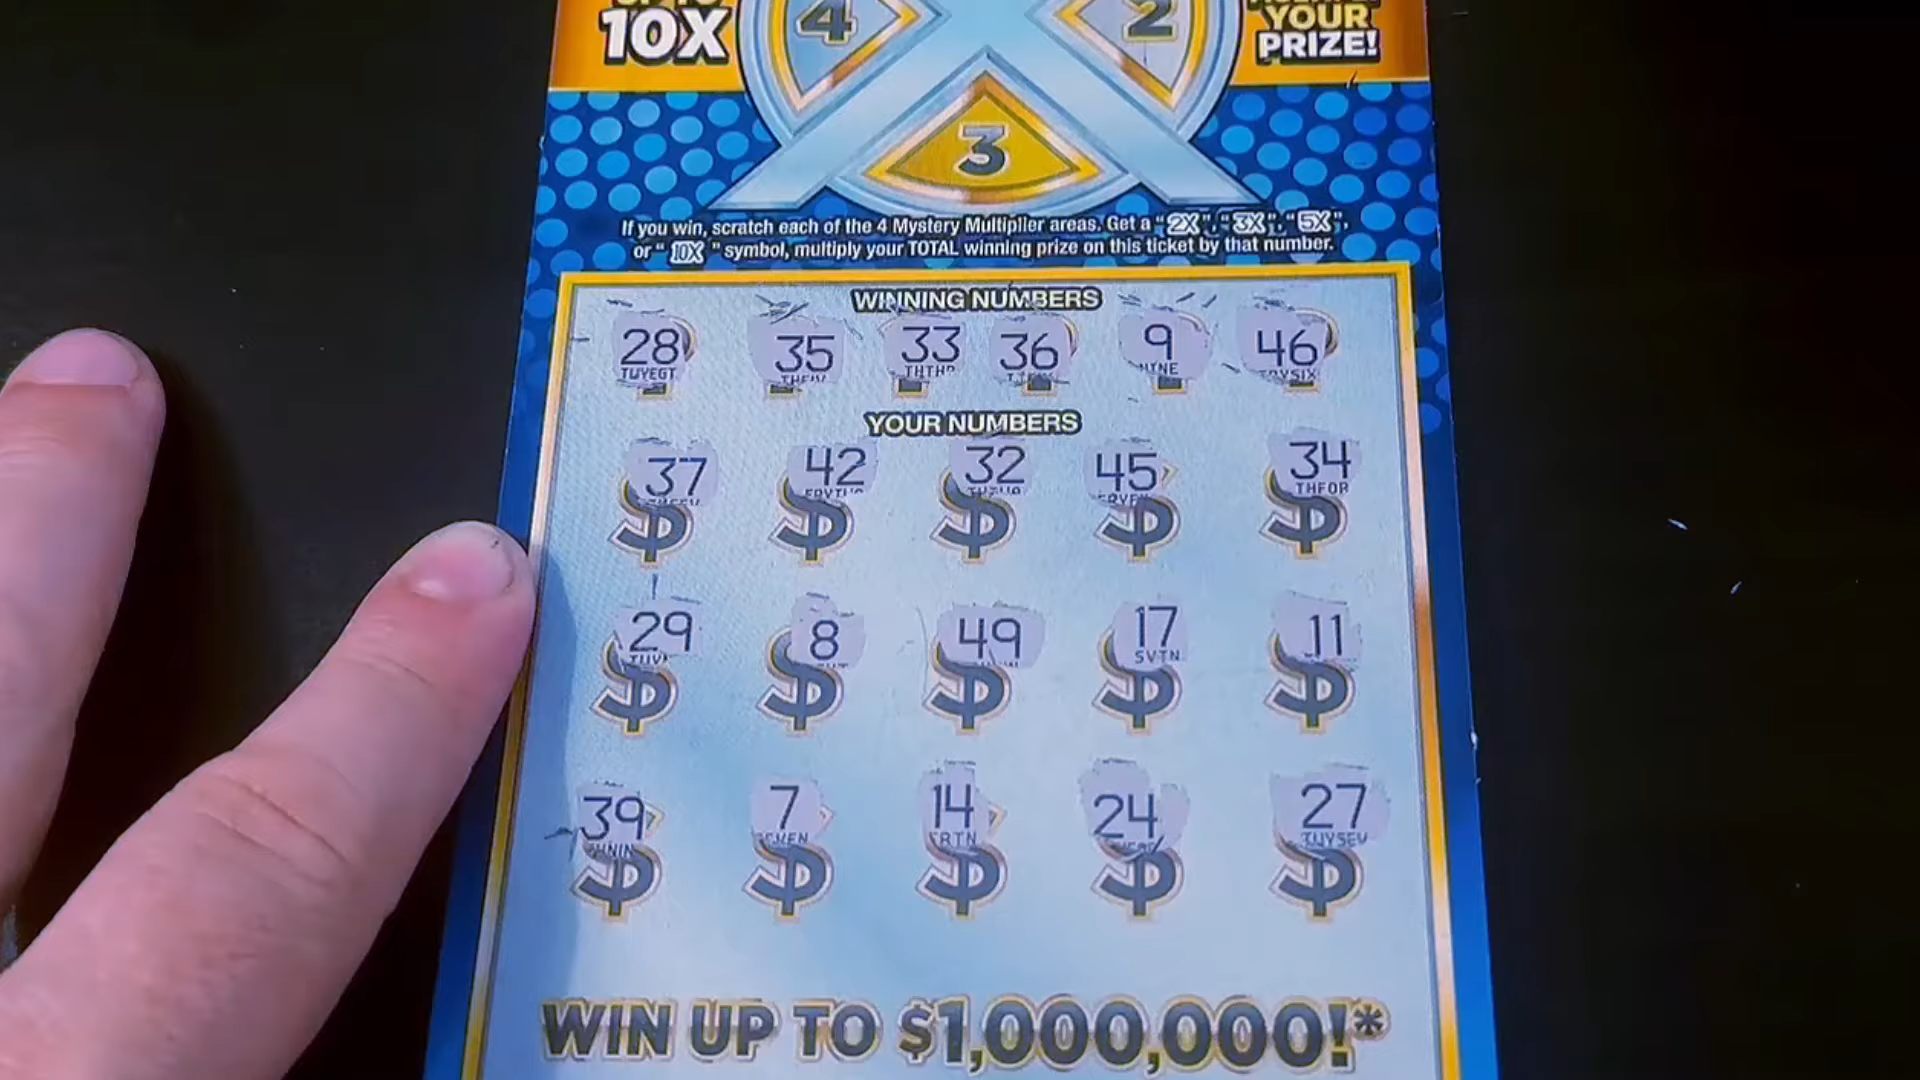 10X
4
2
YOUR
PRIZE!
3
If you win, scratch each of the 4 Mystery Multiplier areas. Get a "2X", "3X", "5X",
or "10X" symbol, multiply your TOTAL winning prize on this ticket by that number.
WINNING NUMBERS
28 35 33 36 9 46
TWYEGT THTHR NINE
YOUR NUMBERS
37 42 32 45 34
THFOR
$ $ $ $ $
29 8 49 17 11
SVTN
$ $ $ $ $
39 7 14 24 27
SEVEN FRTN TWYSEV
$ $ $ $ $
WIN UP TO $1,000,000!*